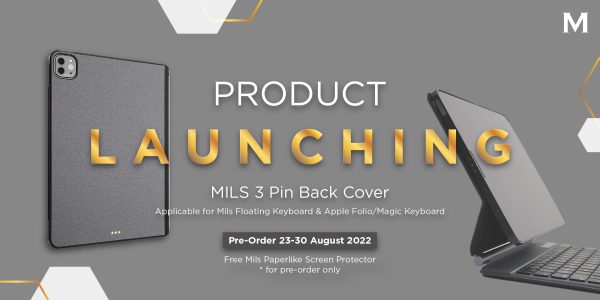 M
PRODUCT
LAUNCHING
MILS 3 Pin Back Cover
Applicable for Mils Floating Keyboard & Apple Folio/Magic Keyboard
Pre-Order 23-30 August 2022
Free Mils Paperlike Screen Protector
* for pre-order only